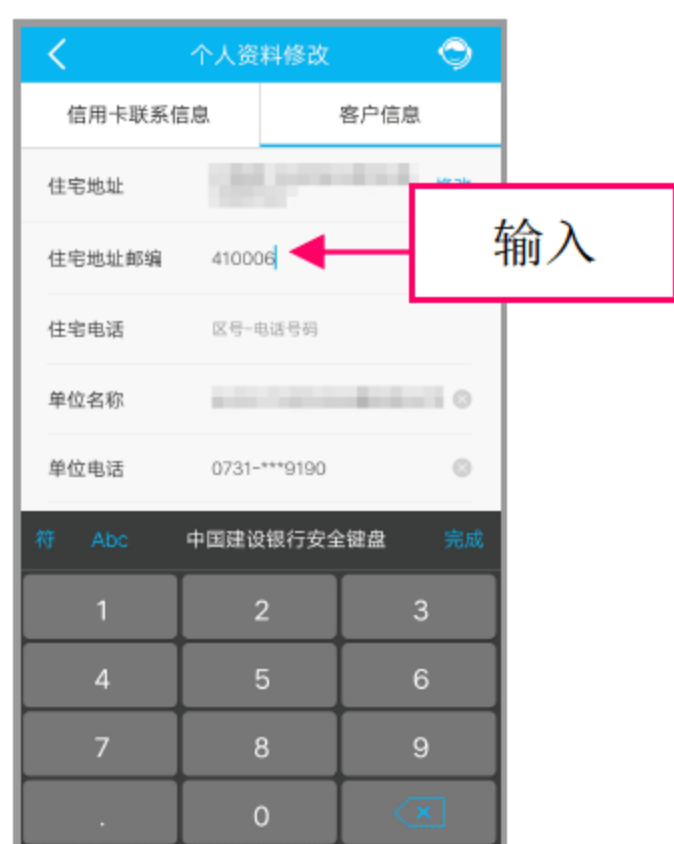 个人资料修改
信用卡联系信息 客户信息
住宅地址
输入
住宅地址邮编 410006
住宅电话 区号-电话号码
单位名称
单位电话 0731-***9190
符 Abc 中国建设银行安全键盘 完成
1 2 3
4 5 6
7 8 9
. 0